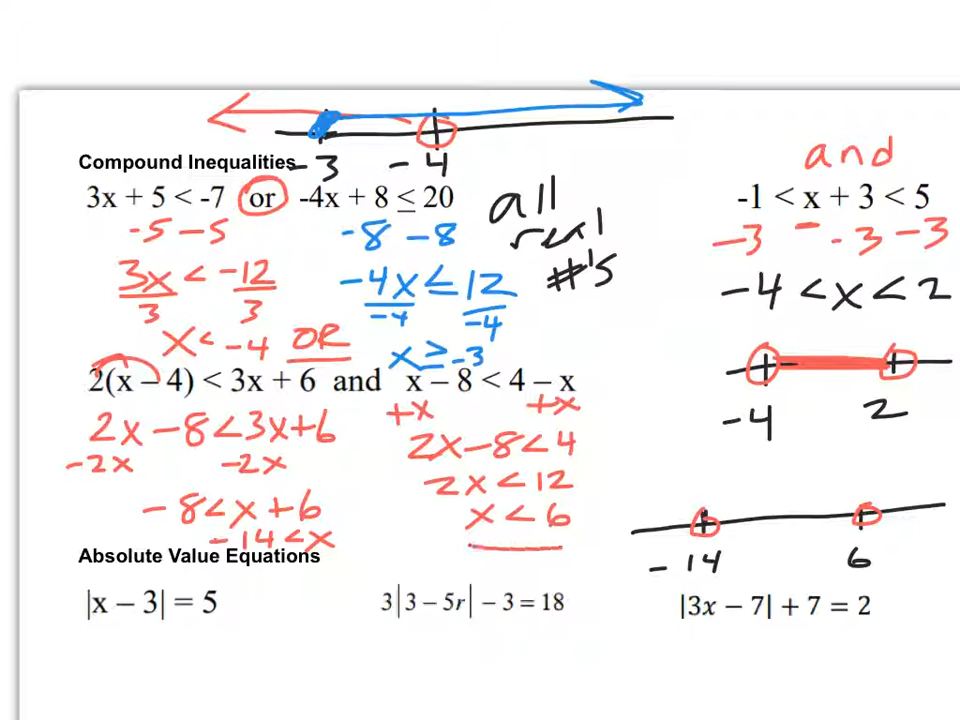 -3 -4
Compound Inequalities
3x + 5 < -7 or -4x + 8 ≤ 20
-5 -5
3x < -12
3 3
x < -4 OR
-8 -8
-4x ≤ 12
-4 -4
x ≥ -3
all
real
#'s
and
-1 < x + 3 < 5
-3 - -3 -3
-4 < x < 2
-4 2
2(x – 4) < 3x + 6 and x – 8 < 4 – x
2x - 8 < 3x + 6
-2x -2x
-8 < x + 6
-14 < x
+x +x
2x - 8 < 4
2x < 12
x < 6
-14 6
Absolute Value Equations
|x – 3| = 5
3|3 – 5r| – 3 = 18
|3x – 7| + 7 = 2